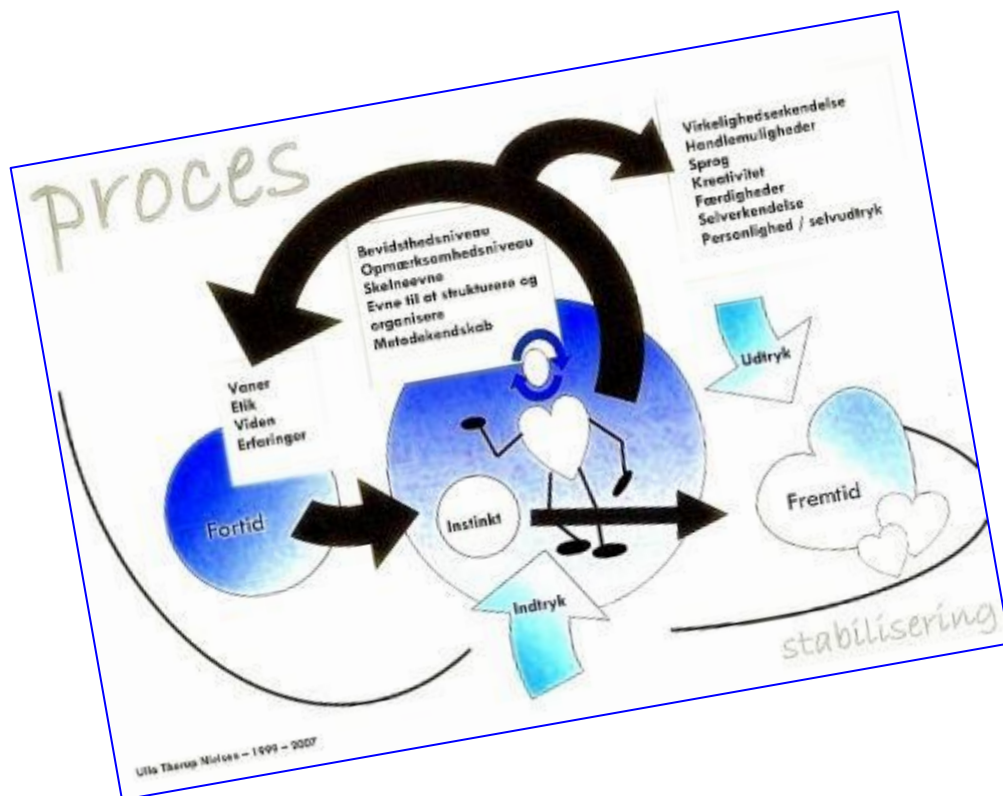 proces
Virkelighedserkendelse
Handlemuligheder
Sprog
Kreativitet
Færdigheder
Selverkendelse
Personlighed / selvudtryk
Bevidsthedsniveau
Opmærksomhedsniveau
Skelneevne
Evne til at strukturere og
organisere
Metodekendskab
Udtryk
Vaner
Etik
Viden
Erfaringer
Fortid
Instinkt
Fremtid
Indtryk
stabilisering
Ulla Thorup Nielsen – 1999 – 2007